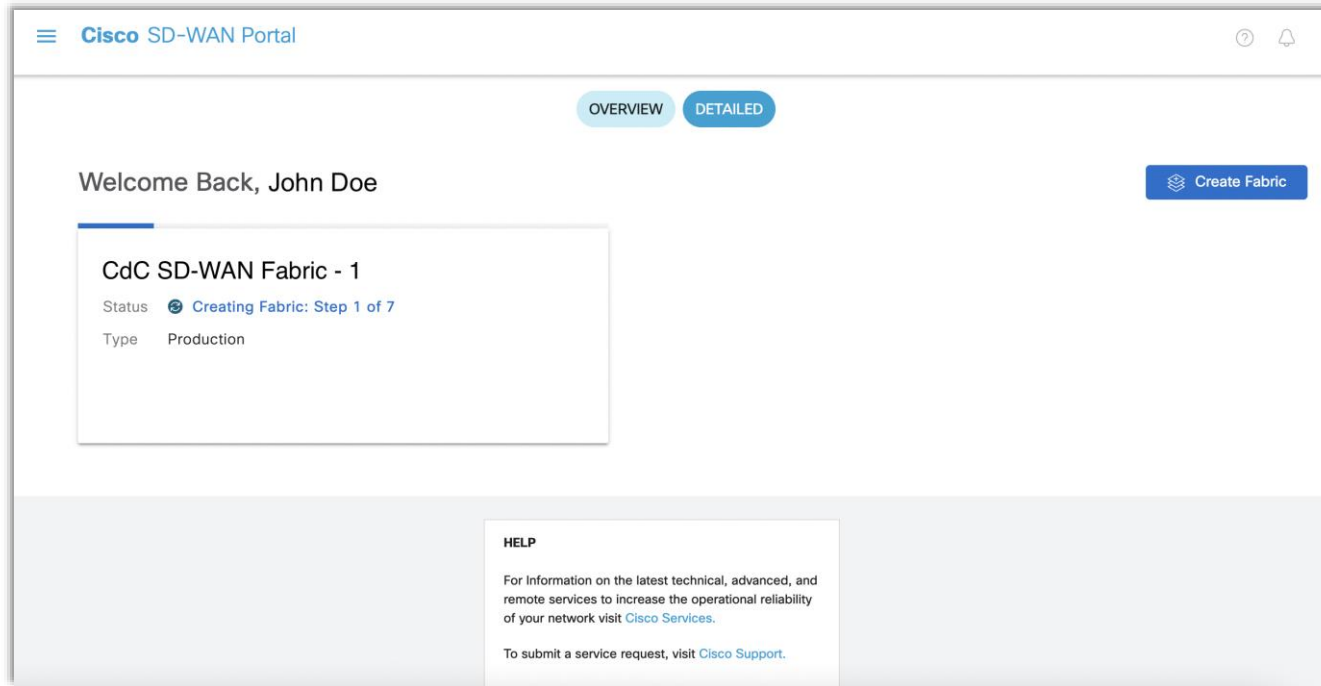 Cisco SD-WAN Portal
OVERVIEW DETAILED
Welcome Back, John Doe
Create Fabric
CdC SD-WAN Fabric - 1
Status Creating Fabric: Step 1 of 7
Type Production
HELP
For Information on the latest technical, advanced, and
remote services to increase the operational reliability
of your network visit Cisco Services.
To submit a service request, visit Cisco Support.